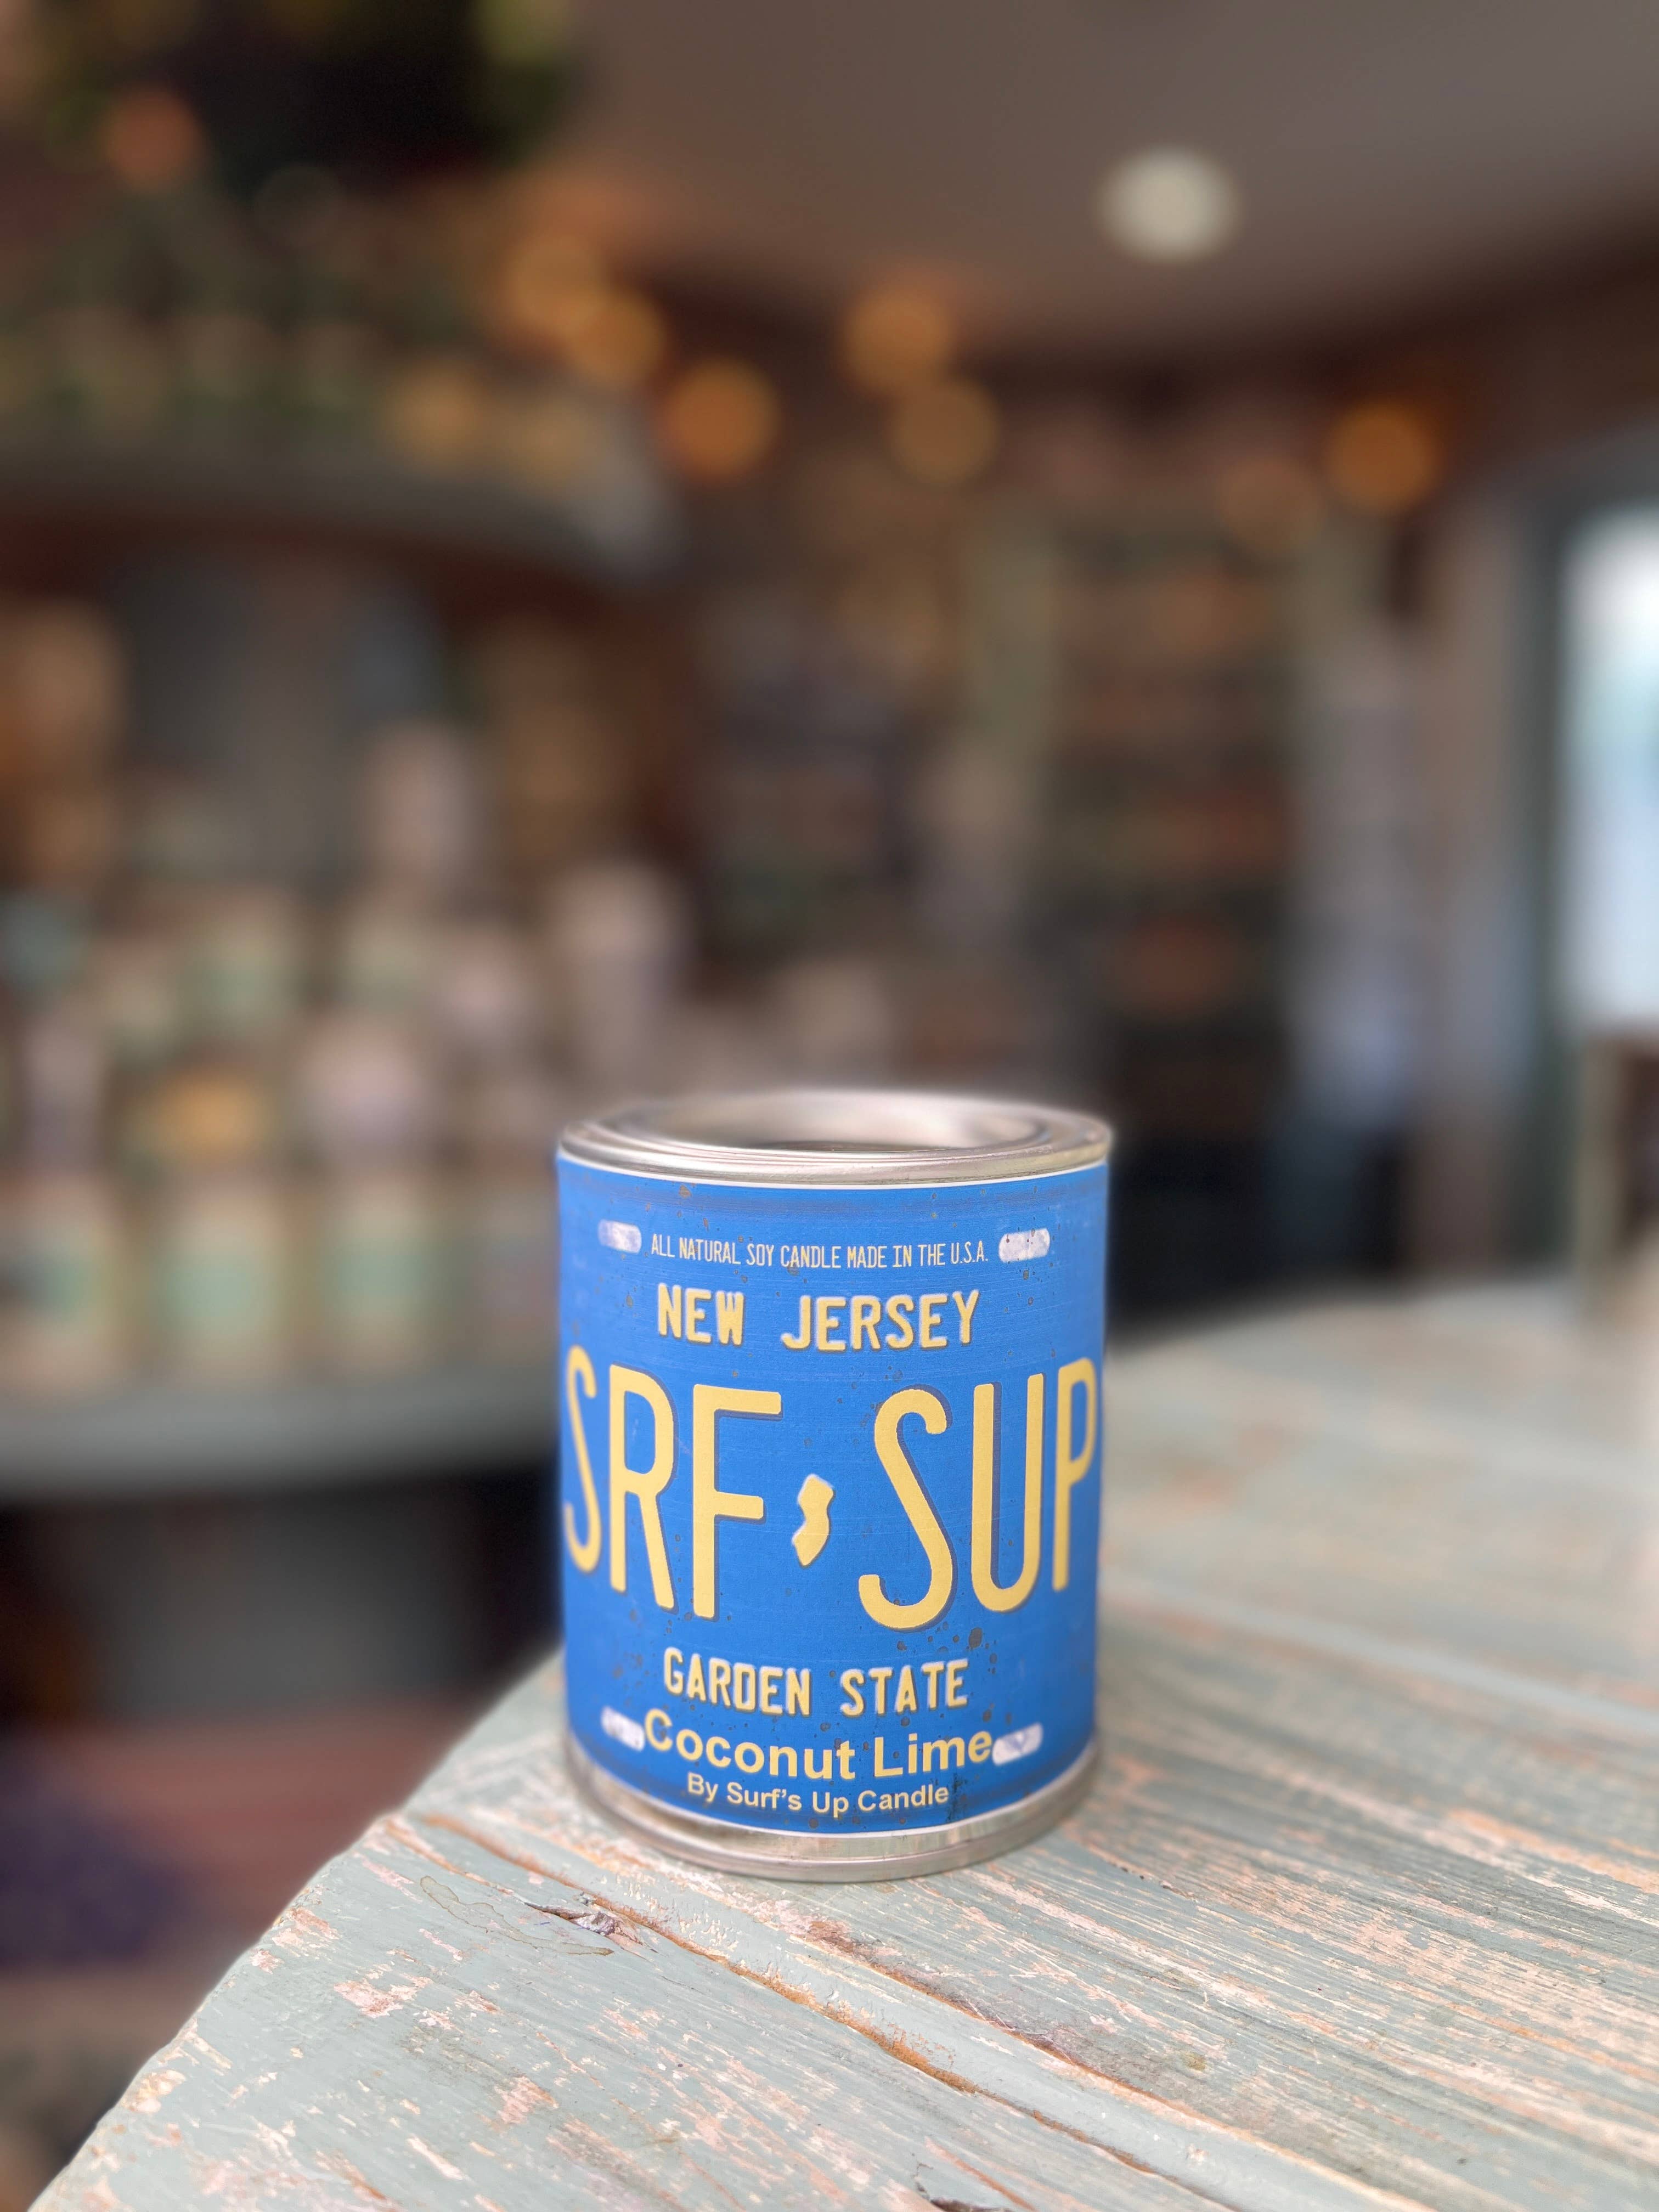 ALL NATURAL SOY CANDLE MADE IN THE U.S.A.
NEW JERSEY
SRF SUP
GARDEN STATE
Coconut Lime
By Surf's Up Candle